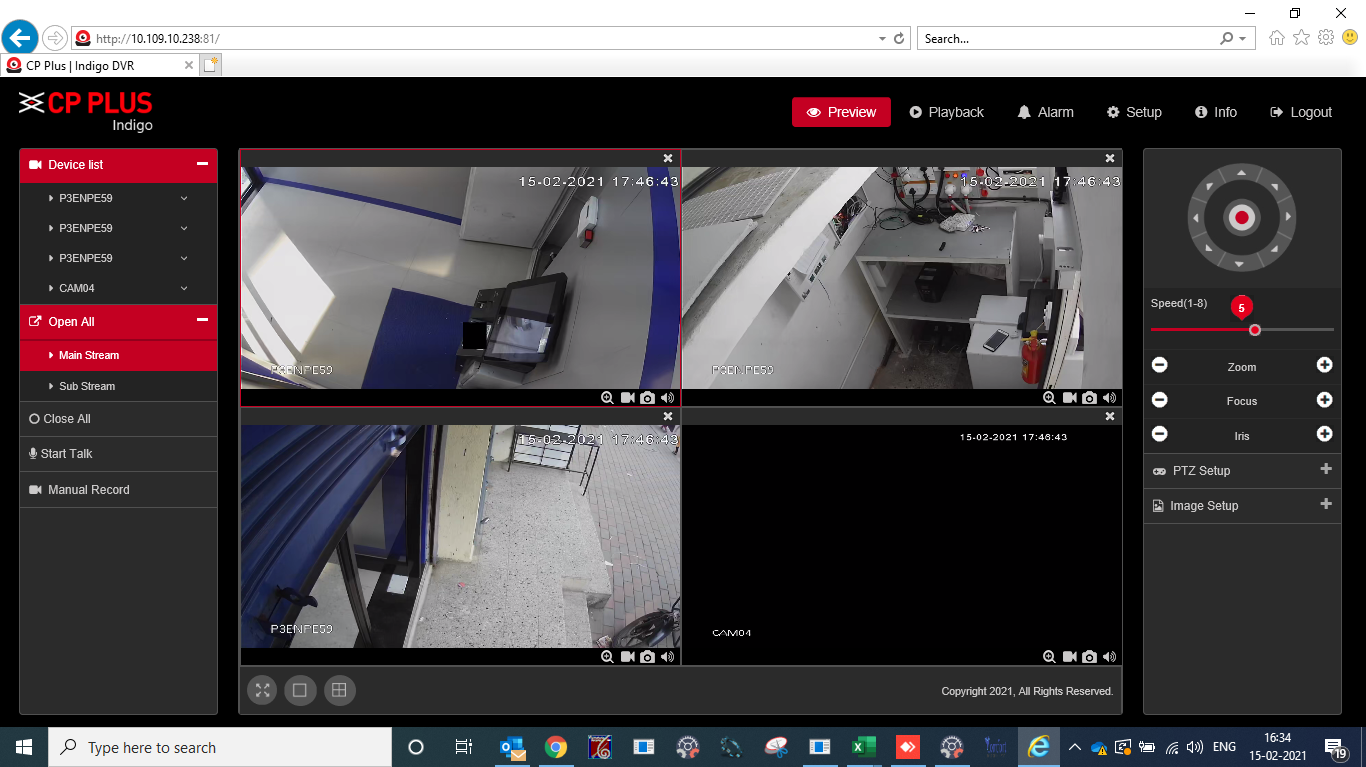 http://10.109.10.238:81/
Search...
CP Plus | Indigo DVR
CP PLUS
Indigo
Preview
Playback
Alarm
Setup
Info
Logout
Device list
P3ENPE59
P3ENPE59
P3ENPE59
CAM04
Open All
Main Stream
Sub Stream
Close All
Start Talk
Manual Record
15-02-2021 17:46:43
P3ENPE59
15-02-2021 17:46:43
P3ENPE59
15-02-2021 17:46:43
P3ENPE59
15-02-2021 17:46:43
CAM04
Copyright 2021, All Rights Reserved.
Speed(1-8)
5
Zoom
Focus
Iris
PTZ Setup
Image Setup
Type here to search
ENG
16:34
15-02-2021
19